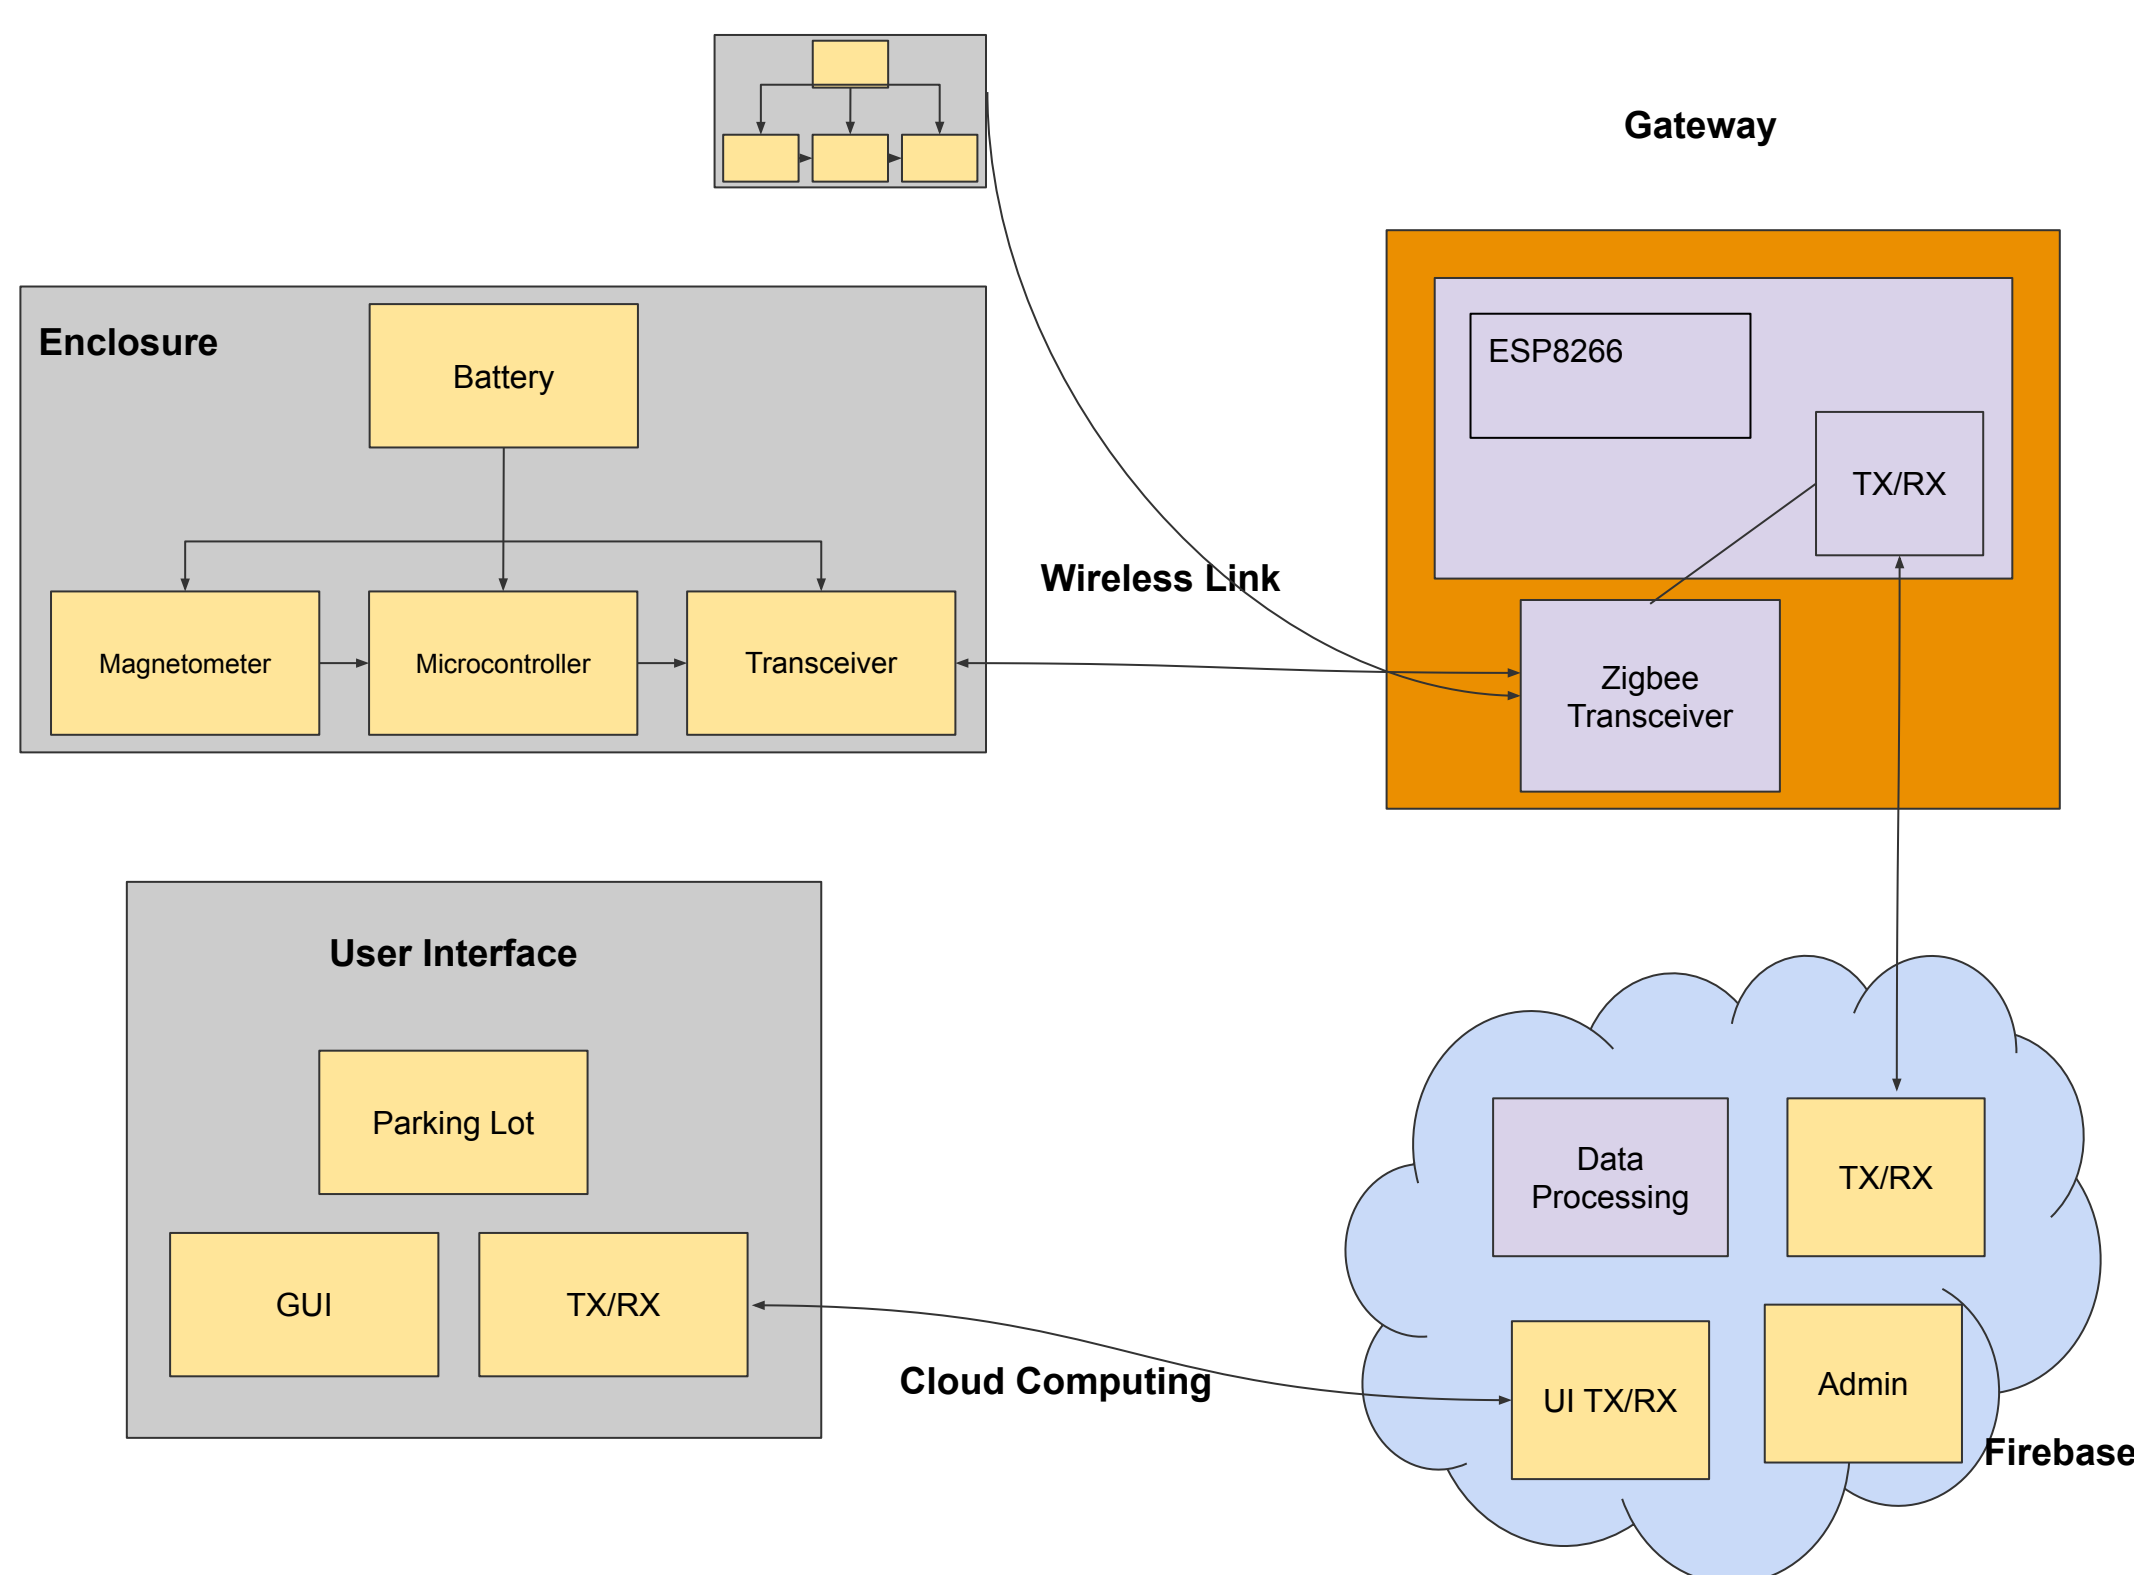 Gateway
Enclosure
Battery
ESP8266
TX/RX
Wireless Link
Magnetometer
Microcontroller
Transceiver
Zigbee
Transceiver
User Interface
Parking Lot
GUI
TX/RX
Cloud Computing
Data
Processing
TX/RX
UI TX/RX
Admin
Firebase